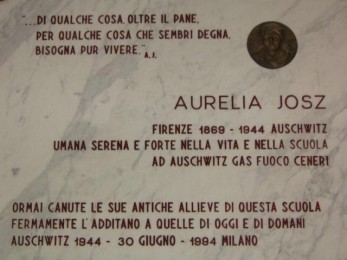 "...DI QUALCHE COSA, OLTRE IL PANE,
PER QUALCHE COSA CHE SEMBRI DEGNA,
BISOGNA PUR VIVERE." A.J.
AURELIA JOSZ
FIRENZE 1869 - 1944 AUSCHWITZ
UMANA SERENA E FORTE NELLA VITA E NELLA SCUOLA
AD AUSCHWITZ GAS FUOCO CENERI
ORMAI CANUTE LE SUE ANTICHE ALLIEVE DI QUESTA SCUOLA
FERMAMENTE L'ADDITANO A QUELLE DI OGGI E DI DOMANI
AUSCHWITZ 1944 - 30 GIUGNO - 1994 MILANO